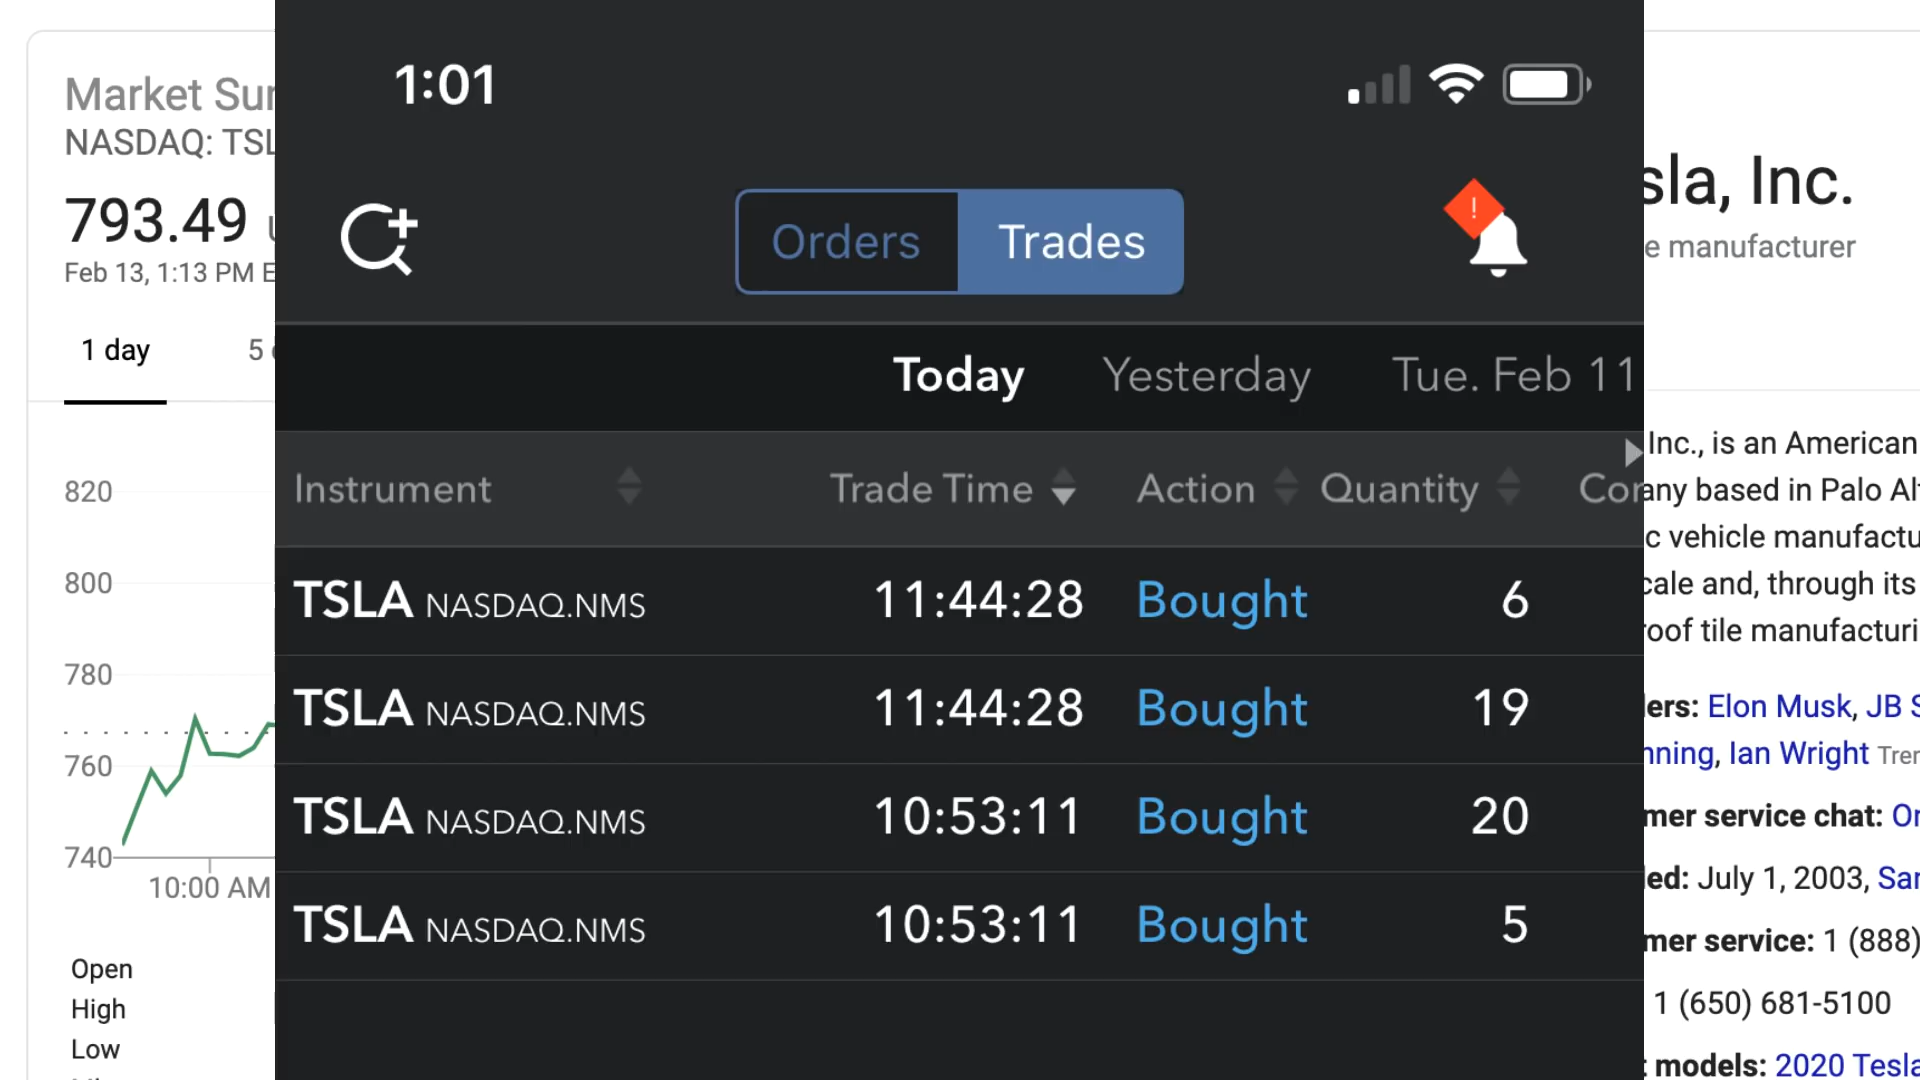 Market Sur
NASDAQ: TSL
793.49
Feb 13, 1:13 PM E
1 day
5
820
800
780
760
740
10:00 AM
Open
High
Low
1:01
Orders
Trades
!
Today
Yesterday
Tue. Feb 11
Instrument
Trade Time
Action
Quantity
Cor
TSLA NASDAQ.NMS 11:44:28 Bought 6
TSLA NASDAQ.NMS 11:44:28 Bought 19
TSLA NASDAQ.NMS 10:53:11 Bought 20
TSLA NASDAQ.NMS 10:53:11 Bought 5
sla, Inc.
e manufacturer
Inc., is an American
any based in Palo Al
c vehicle manufactu
cale and, through its
roof tile manufacturi
ers: Elon Musk, JB S
nning, Ian Wright Trer
mer service chat: Or
ed: July 1, 2003, Sar
mer service: 1 (888)
1 (650) 681-5100
models: 2020 Tesla